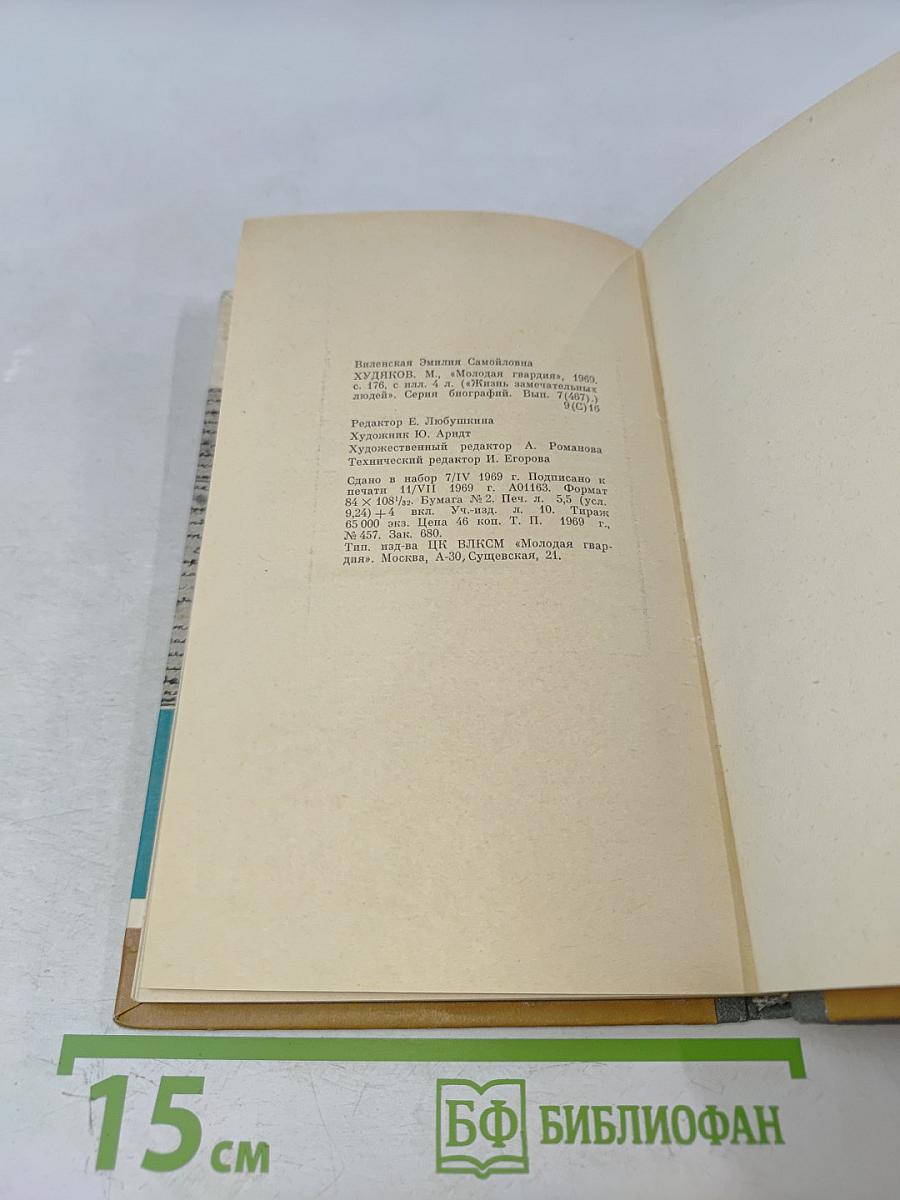 Виленская Эмилия Самойловна
ХУДЯКОВ. М., «Молодая гвардия», 1969.
с. 176, с илл. 4 л. («Жизнь замечательных
людей». Серия биографий. Вып. 7(467).)
9(С)16
Редактор Е. Любушкина
Художник Ю. Арндт
Художественный редактор А. Романова
Технический редактор И. Егорова
Сдано в набор 7/IV 1969 г. Подписано к
печати 11/VII 1969 г. А01163. Формат
84 × 108¹/₃₂. Бумага № 2. Печ. л. 5,5 (усл.
9,24) + 4 вкл. Уч.-изд. л. 10. Тираж
65 000 экз. Цена 46 коп. Т. П. 1969 г.,
№ 457. Зак. 680.
Тип. изд-ва ЦК ВЛКСМ «Молодая гвар-
дия». Москва, А-30, Сущевская, 21.
15 см
БФ БИБЛИОФАН